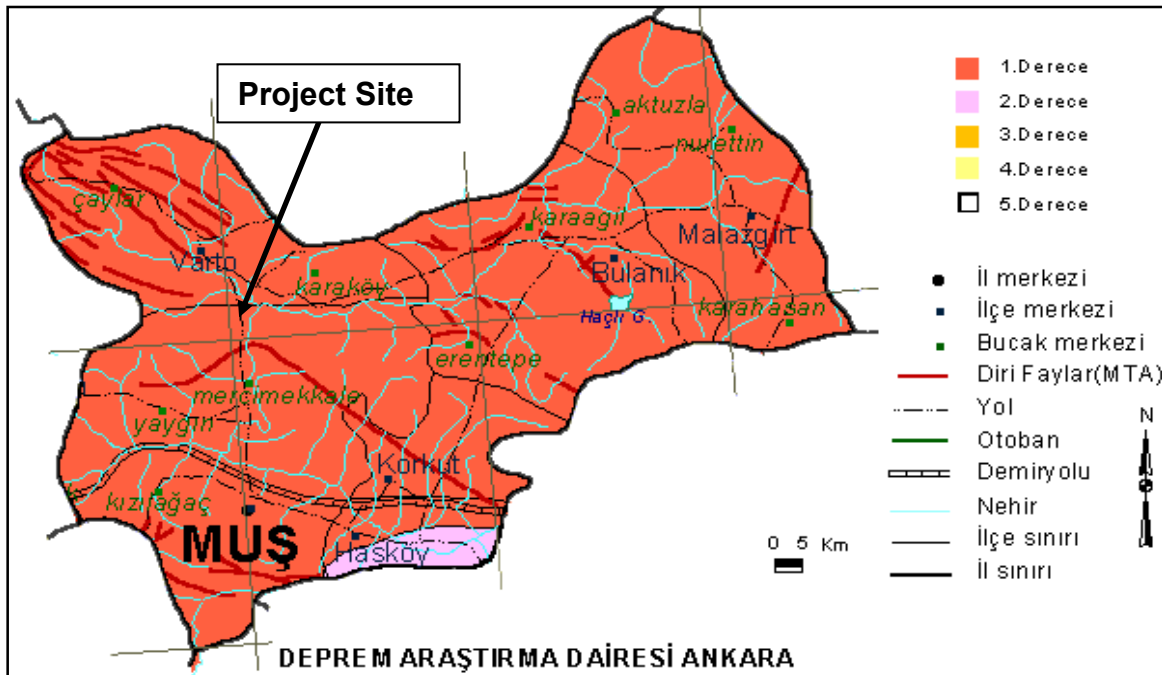 Project Site
aktuzla
nurettin
çaylar
karaagıl
Malazgirt
Varto
Bulanık
karaköy
karahasan
Haçlı G
erentepe
mercimekkale
yaygın
Korkut
kızılağaç
MUŞ
Hasköy
1.Derece
2.Derece
3.Derece
4.Derece
5.Derece
İl merkezi
İlçe merkezi
Bucak merkezi
Diri Faylar(MTA)
Yol
Otoban
Demiryolu
Nehir
İlçe sınırı
İl sınırı
N
0 5 Km
DEPREM ARAŞTIRMA DAİRESİ ANKARA